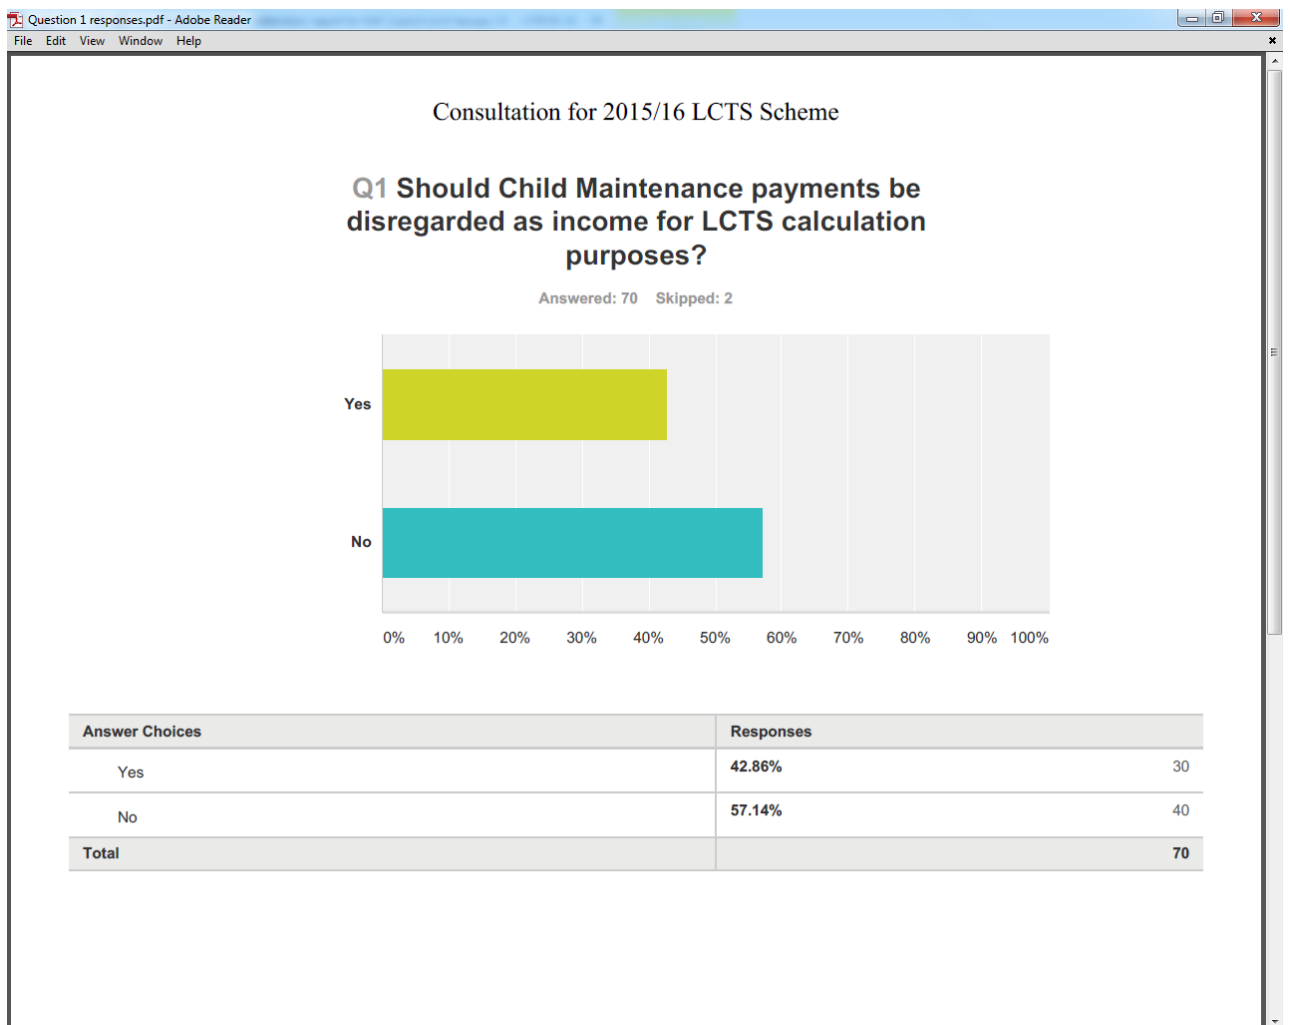 Question 1 responses.pdf - Adobe Reader
File Edit View Window Help
Consultation for 2015/16 LCTS Scheme
Q1 Should Child Maintenance payments be
disregarded as income for LCTS calculation
purposes?
Answered: 70 Skipped: 2
Yes
No
0% 10% 20% 30% 40% 50% 60% 70% 80% 90% 100%
Answer Choices Responses
Yes 42.86% 30
No 57.14% 40
Total 70